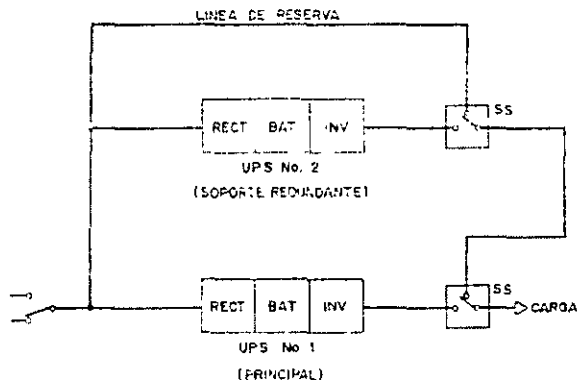 LINEA DE RESERVA
SS
RECT BAT INV
UPS No. 2
(SOPORTE REDUNDANTE)
SS
RECT BAT INV
CARGA
UPS No 1
(PRINCIPAL)